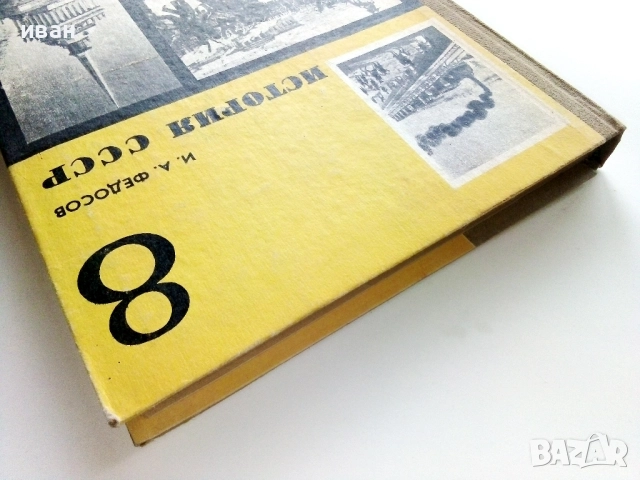 иван
И. А. ФЕДОСОВ
ИСТОРИЯ СССР
8
BAZAR